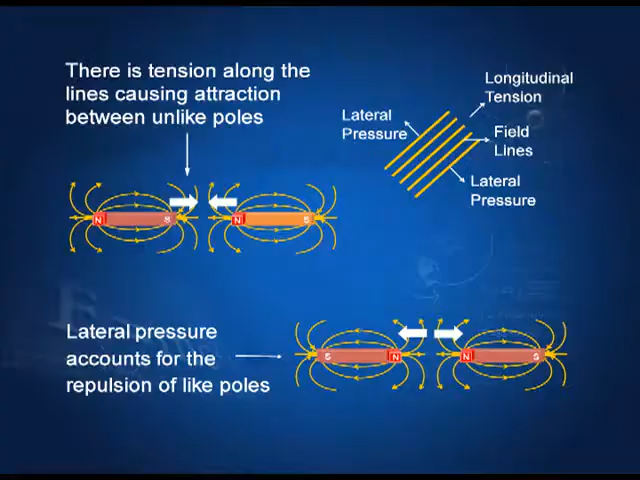 There is tension along the
lines causing attraction
between unlike poles
Longitudinal
Tension
Lateral
Pressure
Field
Lines
Lateral
Pressure
N S N S
Lateral pressure
accounts for the
repulsion of like poles
S N N S